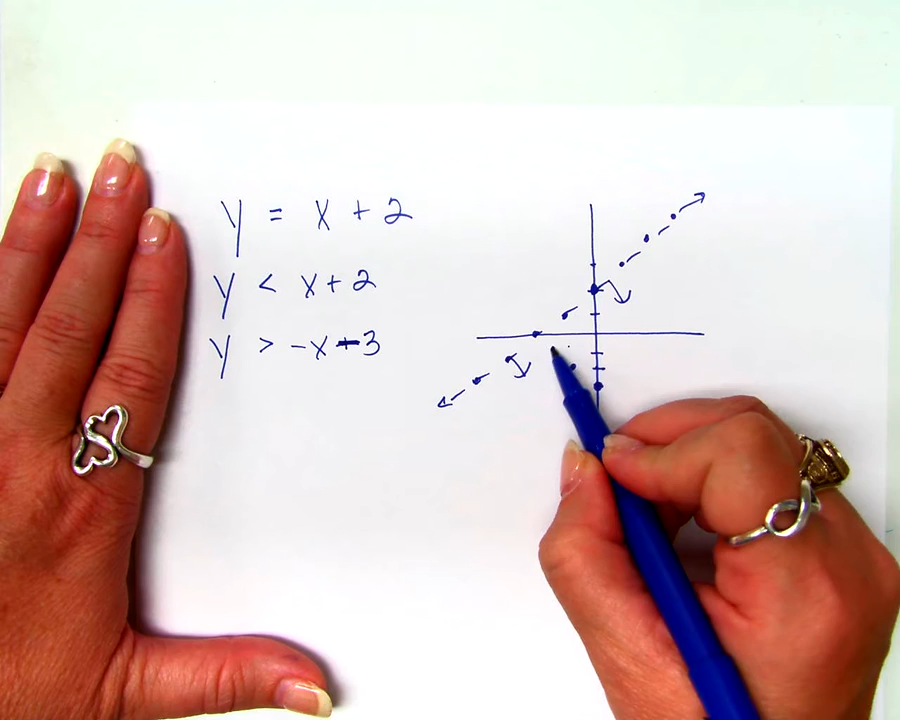 y = x + 2
y < x + 2
y > -x - 3